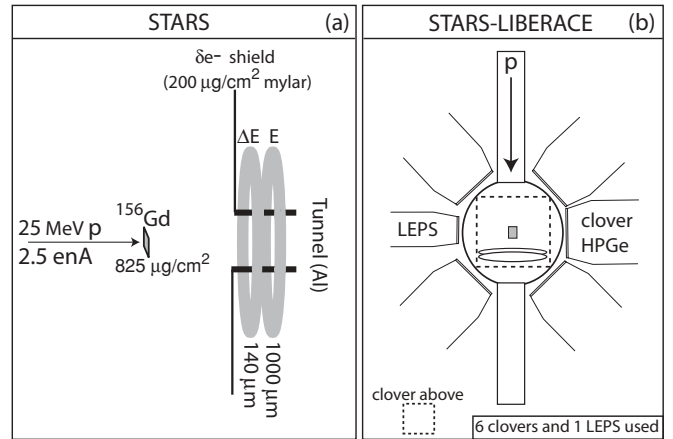 STARS
(a)
δe- shield
(200 μg/cm² mylar)
ΔE E
¹⁵⁶Gd
25 MeV p
2.5 enA
825 μg/cm²
Tunnel (Al)
140 μm
1000 μm
STARS-LIBERACE
(b)
p
LEPS
clover
HPGe
clover above
6 clovers and 1 LEPS used